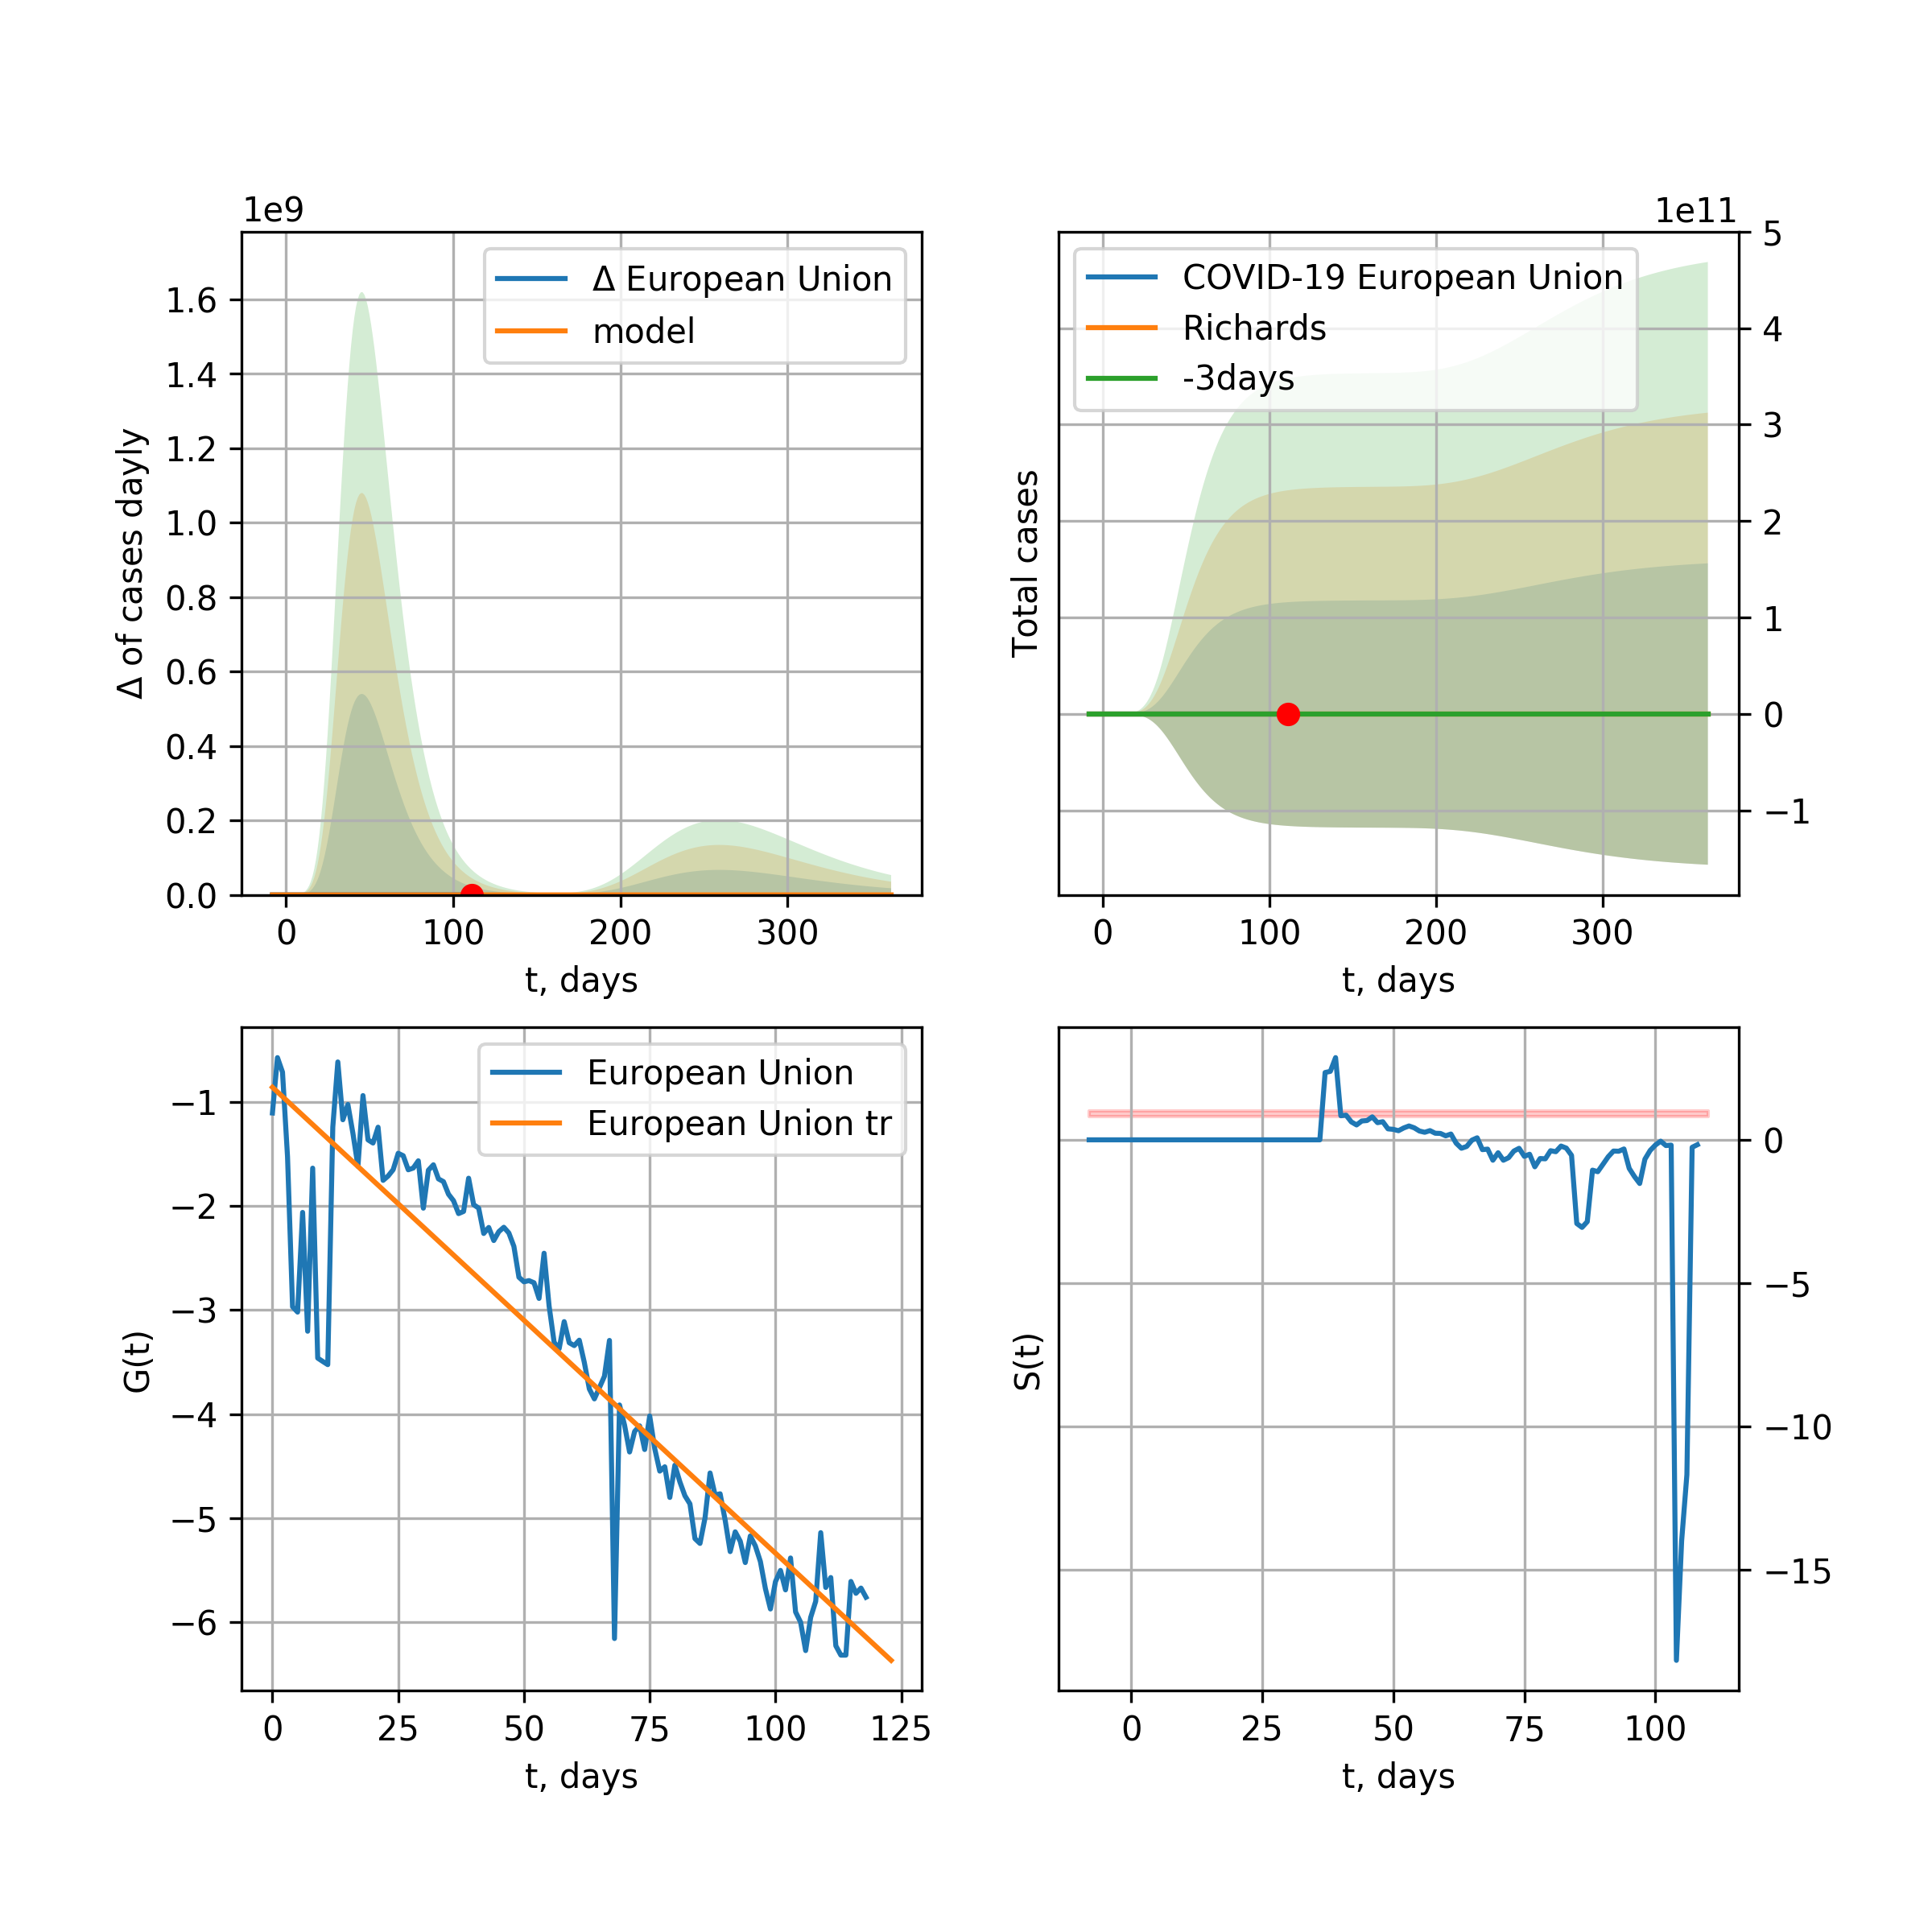 1e9
Δ European Union
model
1.6
1.4
1.2
1.0
0.8
0.6
0.4
0.2
0.0
Δ of cases dayly
0 100 200 300
t, days
1e11
COVID-19 European Union
Richards
-3days
5
4
3
2
1
0
−1
Total cases
0 100 200 300
t, days
European Union
European Union tr
−1
−2
−3
−4
−5
−6
G(t)
0 25 50 75 100 125
t, days
0
−5
−10
−15
S(t)
0 25 50 75 100
t, days